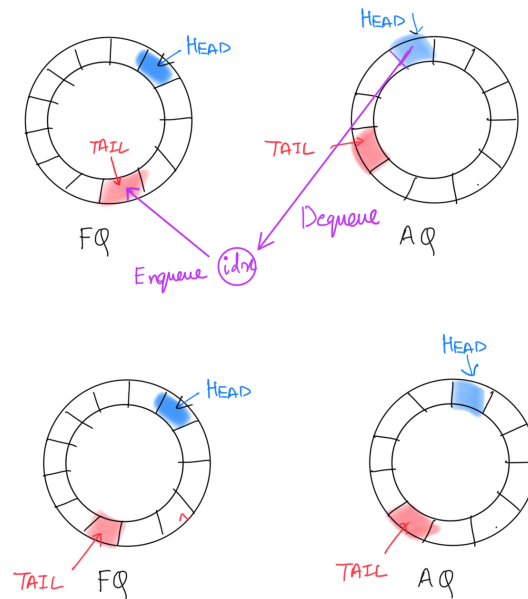 HEAD
HEAD
TAIL
TAIL
FQ
Dequeue
AQ
Enqueue
idx
HEAD
HEAD
TAIL
FQ
TAIL
AQ